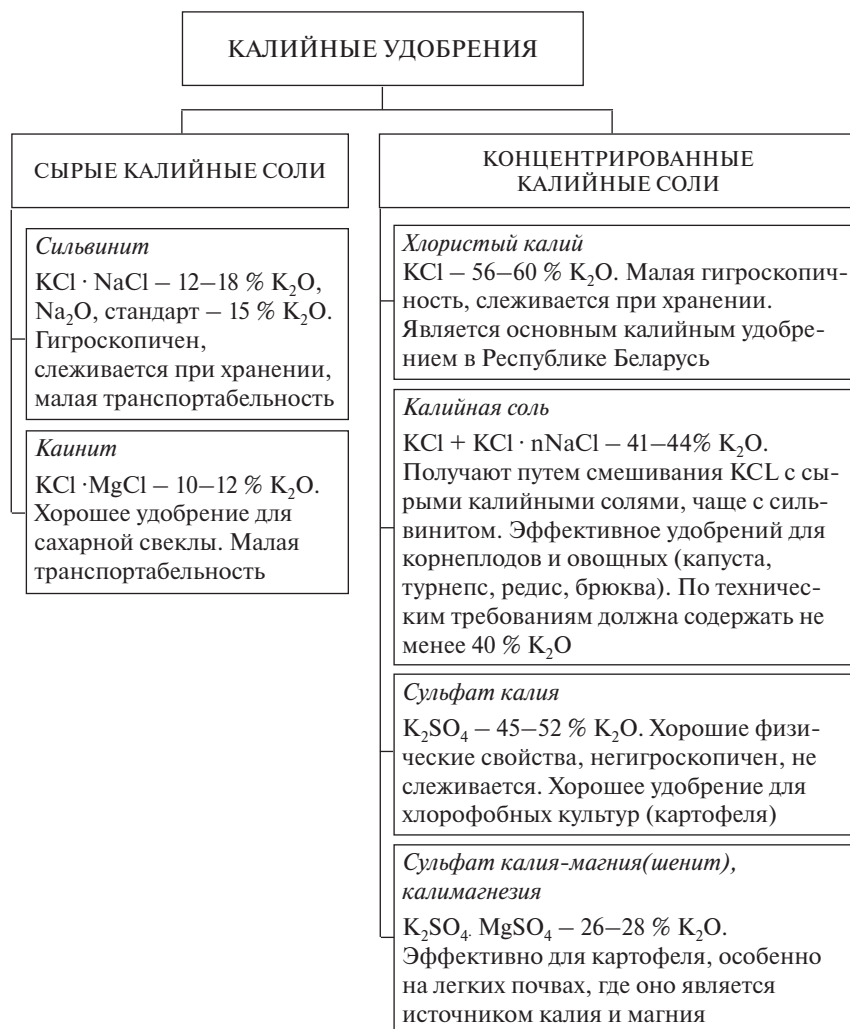 КАЛИЙНЫЕ УДОБРЕНИЯ
СЫРЫЕ КАЛИЙНЫЕ СОЛИ
Сильвинит
KCl · NaCl – 12–18 % K₂O,
Na₂O, стандарт – 15 % K₂O.
Гигроскопичен,
слеживается при хранении,
малая транспортабельность
Каинит
KCl ·MgCl – 10–12 % K₂O.
Хорошее удобрение для
сахарной свеклы. Малая
транспортабельность
КОНЦЕНТРИРОВАННЫЕ
КАЛИЙНЫЕ СОЛИ
Хлористый калий
KCl – 56–60 % K₂O. Малая гигроскопич-
ность, слеживается при хранении.
Является основным калийным удобре-
нием в Республике Беларусь
Калийная соль
KCl + KCl · nNaCl – 41–44% K₂O.
Получают путем смешивания KCL с сы-
рыми калийными солями, чаще с силь-
винитом. Эффективное удобрений для
корнеплодов и овощных (капуста,
турнепс, редис, брюква). По техничес-
ким требованиям должна содержать не
менее 40 % K₂O
Сульфат калия
K₂SO₄ – 45–52 % K₂O. Хорошие физи-
ческие свойства, негигроскопичен, не
слеживается. Хорошее удобрение для
хлорофобных культур (картофеля)
Сульфат калия-магния(шенит),
калимагнезия
K₂SO₄. MgSO₄ – 26–28 % K₂O.
Эффективно для картофеля, особенно
на легких почвах, где оно является
источником калия и магния